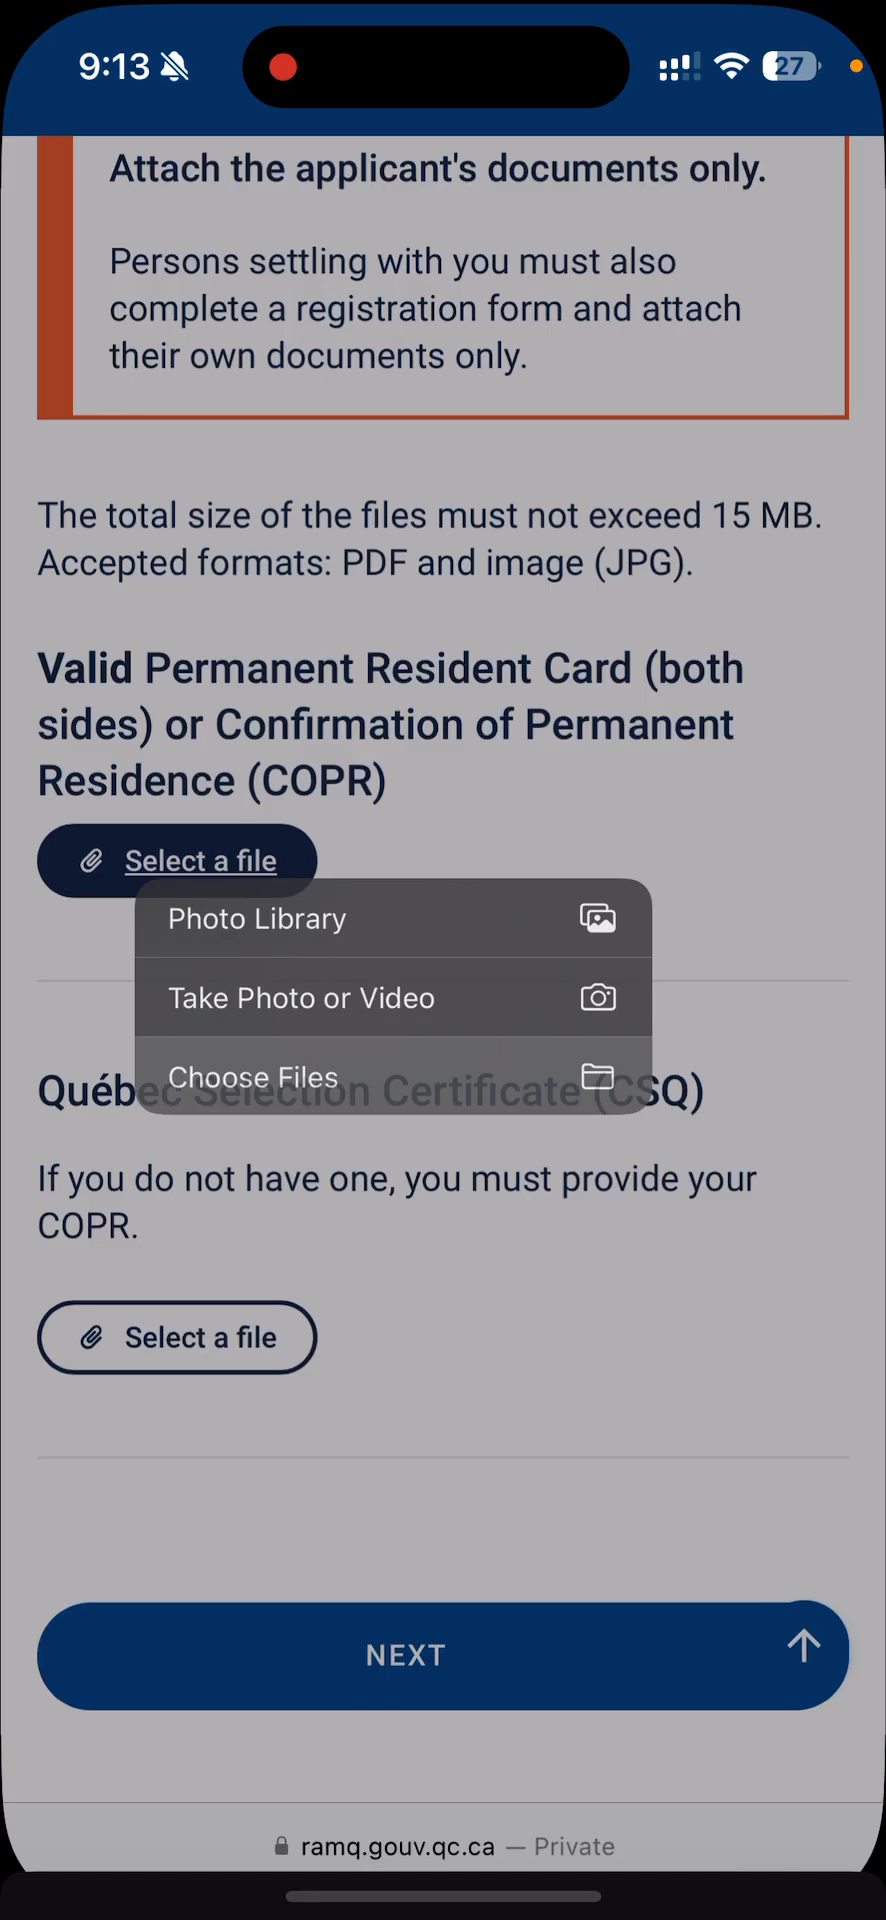 9:13
27
Attach the applicant's documents only.
Persons settling with you must also
complete a registration form and attach
their own documents only.
The total size of the files must not exceed 15 MB.
Accepted formats: PDF and image (JPG).
Valid Permanent Resident Card (both
sides) or Confirmation of Permanent
Residence (COPR)
Select a file
Photo Library
Take Photo or Video
Choose Files
Québec Selection Certificate (CSQ)
If you do not have one, you must provide your
COPR.
Select a file
NEXT
ramq.gouv.qc.ca — Private